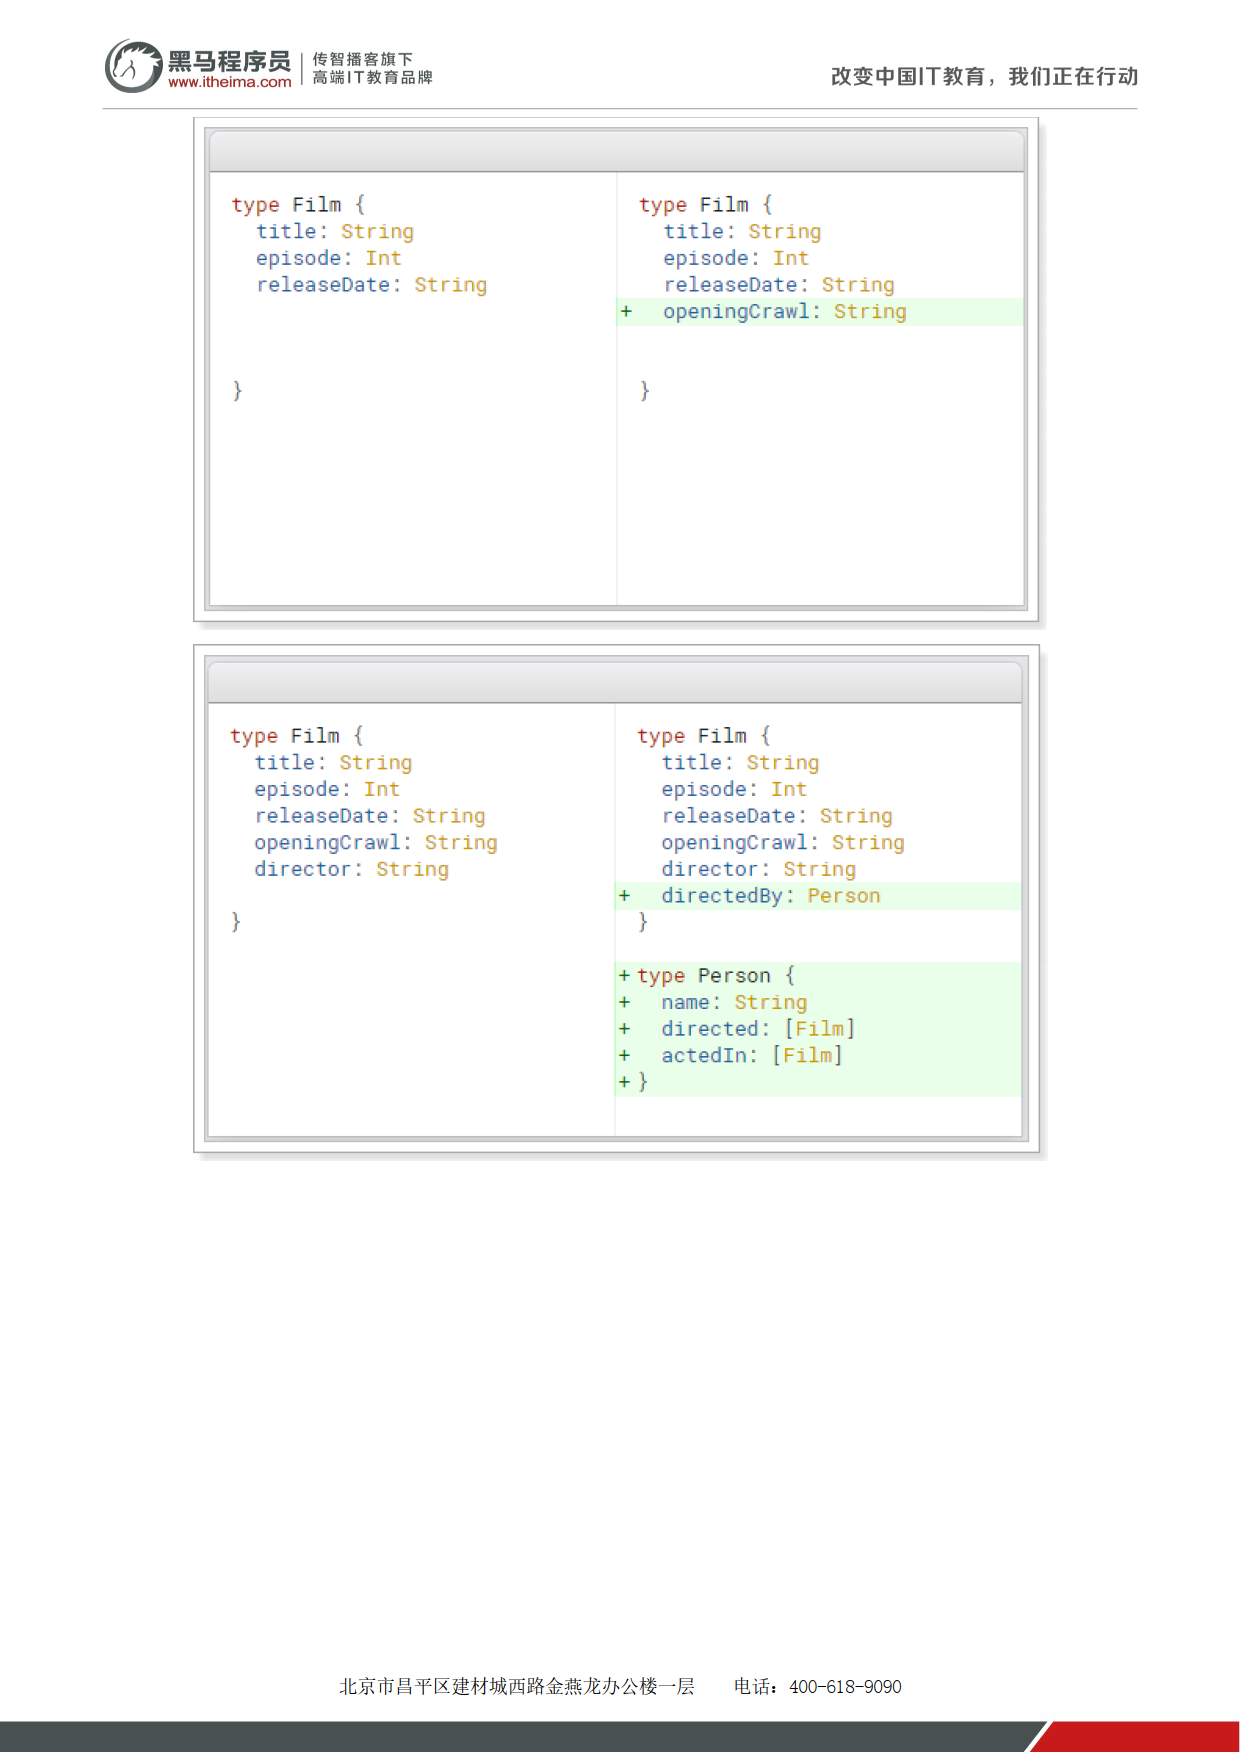 黑马程序员
www.itheima.com
传智播客旗下
高端IT教育品牌
改变中国IT教育，我们正在行动
type Film {
title: String
episode: Int
releaseDate: String
}
type Film {
title: String
episode: Int
releaseDate: String
+ openingCrawl: String
}
type Film {
title: String
episode: Int
releaseDate: String
openingCrawl: String
director: String
}
type Film {
title: String
episode: Int
releaseDate: String
openingCrawl: String
director: String
+ directedBy: Person
}
+ type Person {
+ name: String
+ directed: [Film]
+ actedIn: [Film]
+ }
北京市昌平区建材城西路金燕龙办公楼一层 电话：400-618-9090